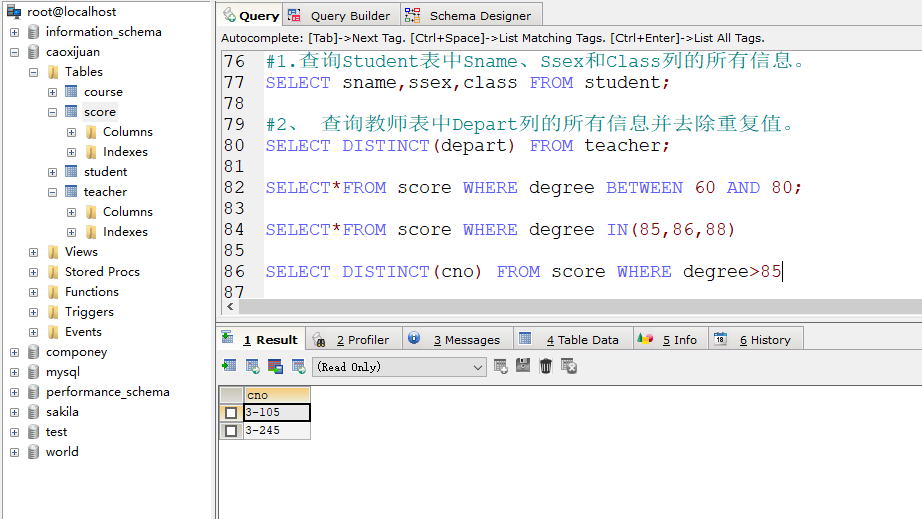 root@localhost
information_schema
caoxijuan
Tables
course
score
Columns
Indexes
student
teacher
Columns
Indexes
Views
Stored Procs
Functions
Triggers
Events
componey
mysql
performance_schema
sakila
test
world
Query Query Builder Schema Designer
Autocomplete: [Tab]->Next Tag. [Ctrl+Space]->List Matching Tags. [Ctrl+Enter]->List All Tags.
76 #1.查询Student表中Sname、Ssex和Class列的所有信息。
77 SELECT sname,ssex,class FROM student;
78
79 #2、 查询教师表中Depart列的所有信息并去除重复值。
80 SELECT DISTINCT(depart) FROM teacher;
81
82 SELECT*FROM score WHERE degree BETWEEN 60 AND 80;
83
84 SELECT*FROM score WHERE degree IN(85,86,88)
85
86 SELECT DISTINCT(cno) FROM score WHERE degree>85
87
1 Result 2 Profiler 3 Messages 4 Table Data 5 Info 18 6 History
(Read Only)
cno
3-105
3-245